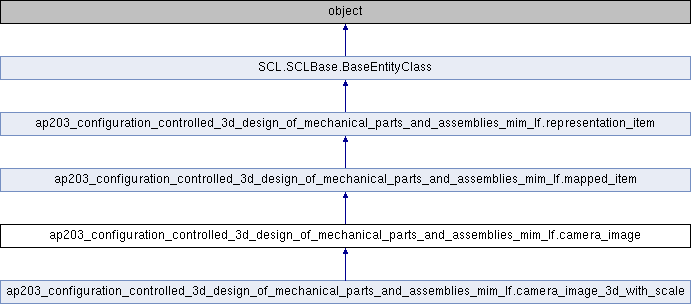 object
SCL.SCLBase.BaseEntityClass
ap203_configuration_controlled_3d_design_of_mechanical_parts_and_assemblies_mim_lf.representation_item
ap203_configuration_controlled_3d_design_of_mechanical_parts_and_assemblies_mim_lf.mapped_item
ap203_configuration_controlled_3d_design_of_mechanical_parts_and_assemblies_mim_lf.camera_image
ap203_configuration_controlled_3d_design_of_mechanical_parts_and_assemblies_mim_lf.camera_image_3d_with_scale